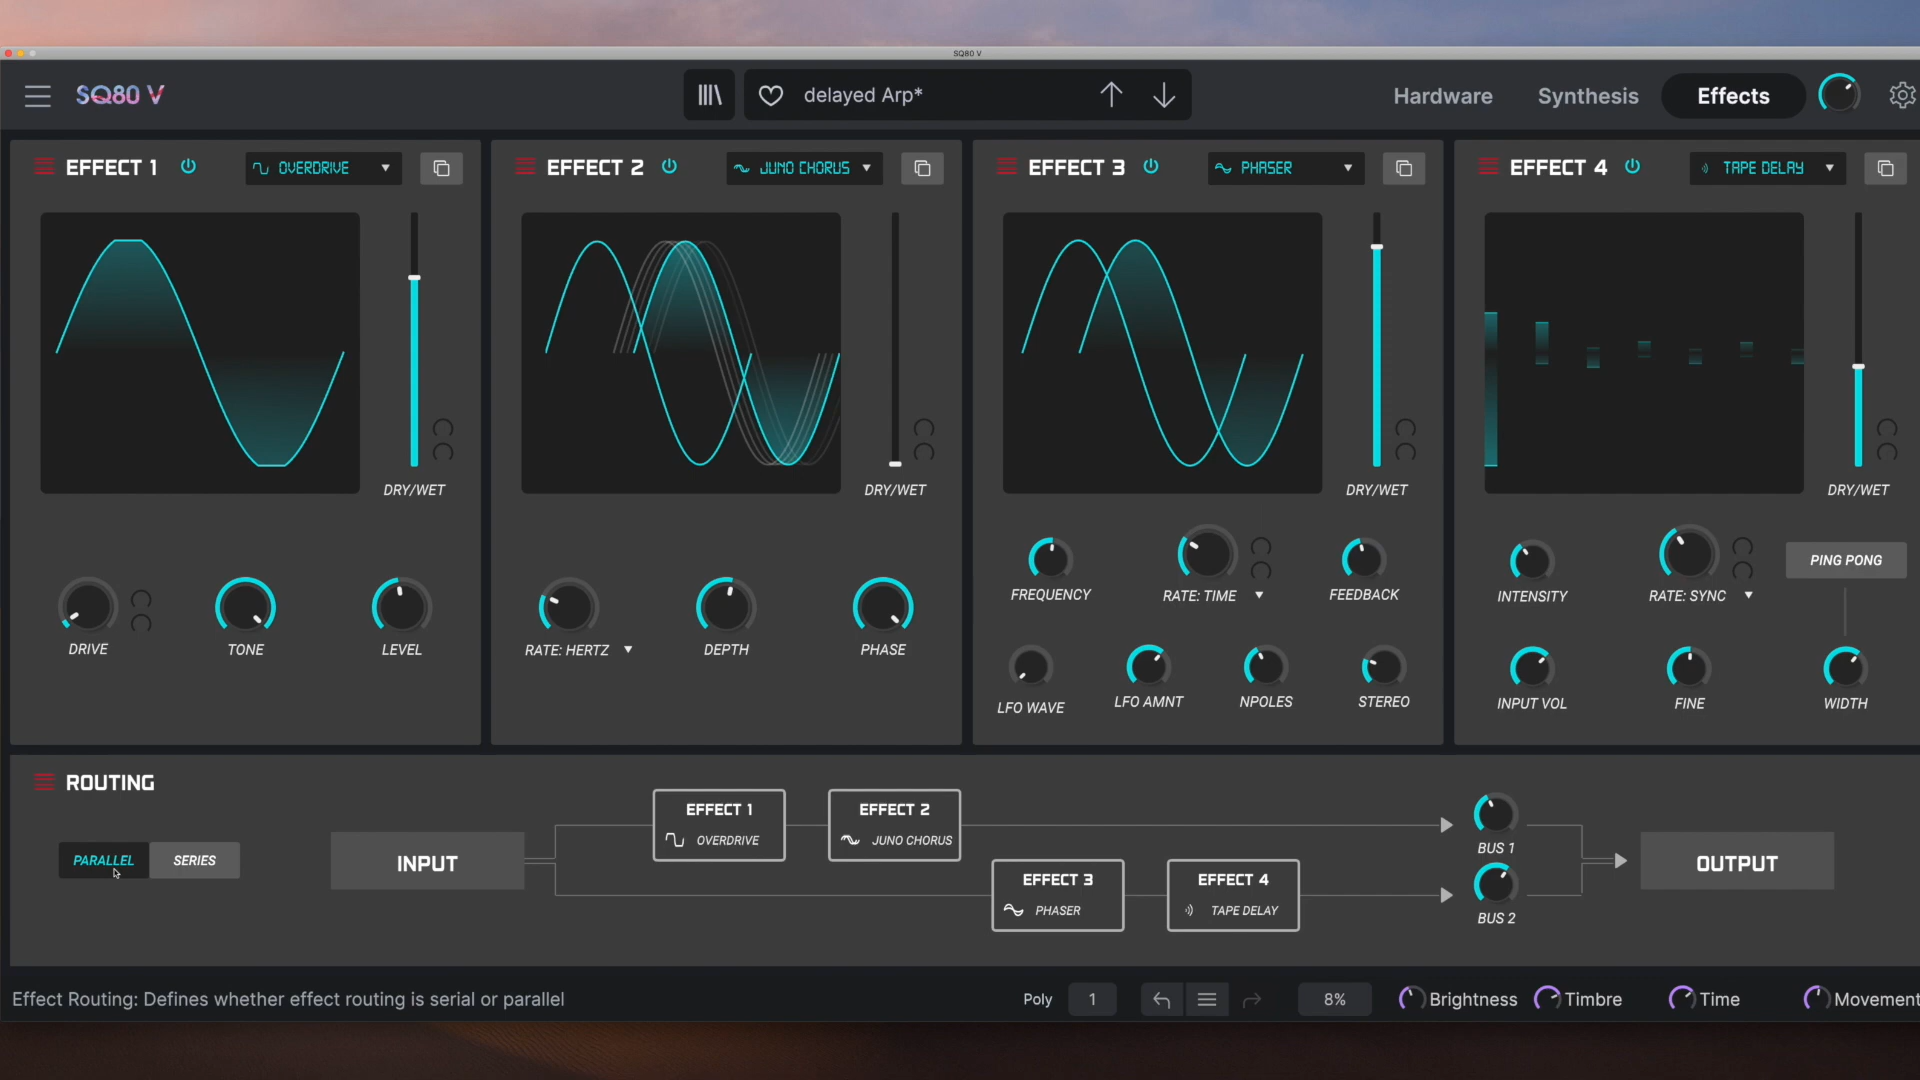 SQ80 V
SQ80 V
delayed Arp*
Hardware
Synthesis
Effects
EFFECT 1
OVERDRIVE
EFFECT 2
JUNO CHORUS
EFFECT 3
PHASER
EFFECT 4
TAPE DELAY
DRY/WET
DRY/WET
DRY/WET
DRY/WET
DRIVE
TONE
LEVEL
RATE: HERTZ
DEPTH
PHASE
FREQUENCY
RATE: TIME
FEEDBACK
LFO WAVE
LFO AMNT
NPOLES
STEREO
INTENSITY
RATE: SYNC
PING PONG
INPUT VOL
FINE
WIDTH
ROUTING
PARALLEL
SERIES
INPUT
EFFECT 1
OVERDRIVE
EFFECT 2
JUNO CHORUS
EFFECT 3
PHASER
EFFECT 4
TAPE DELAY
BUS 1
BUS 2
OUTPUT
Effect Routing: Defines whether effect routing is serial or parallel
Poly
1
8%
Brightness
Timbre
Time
Movement